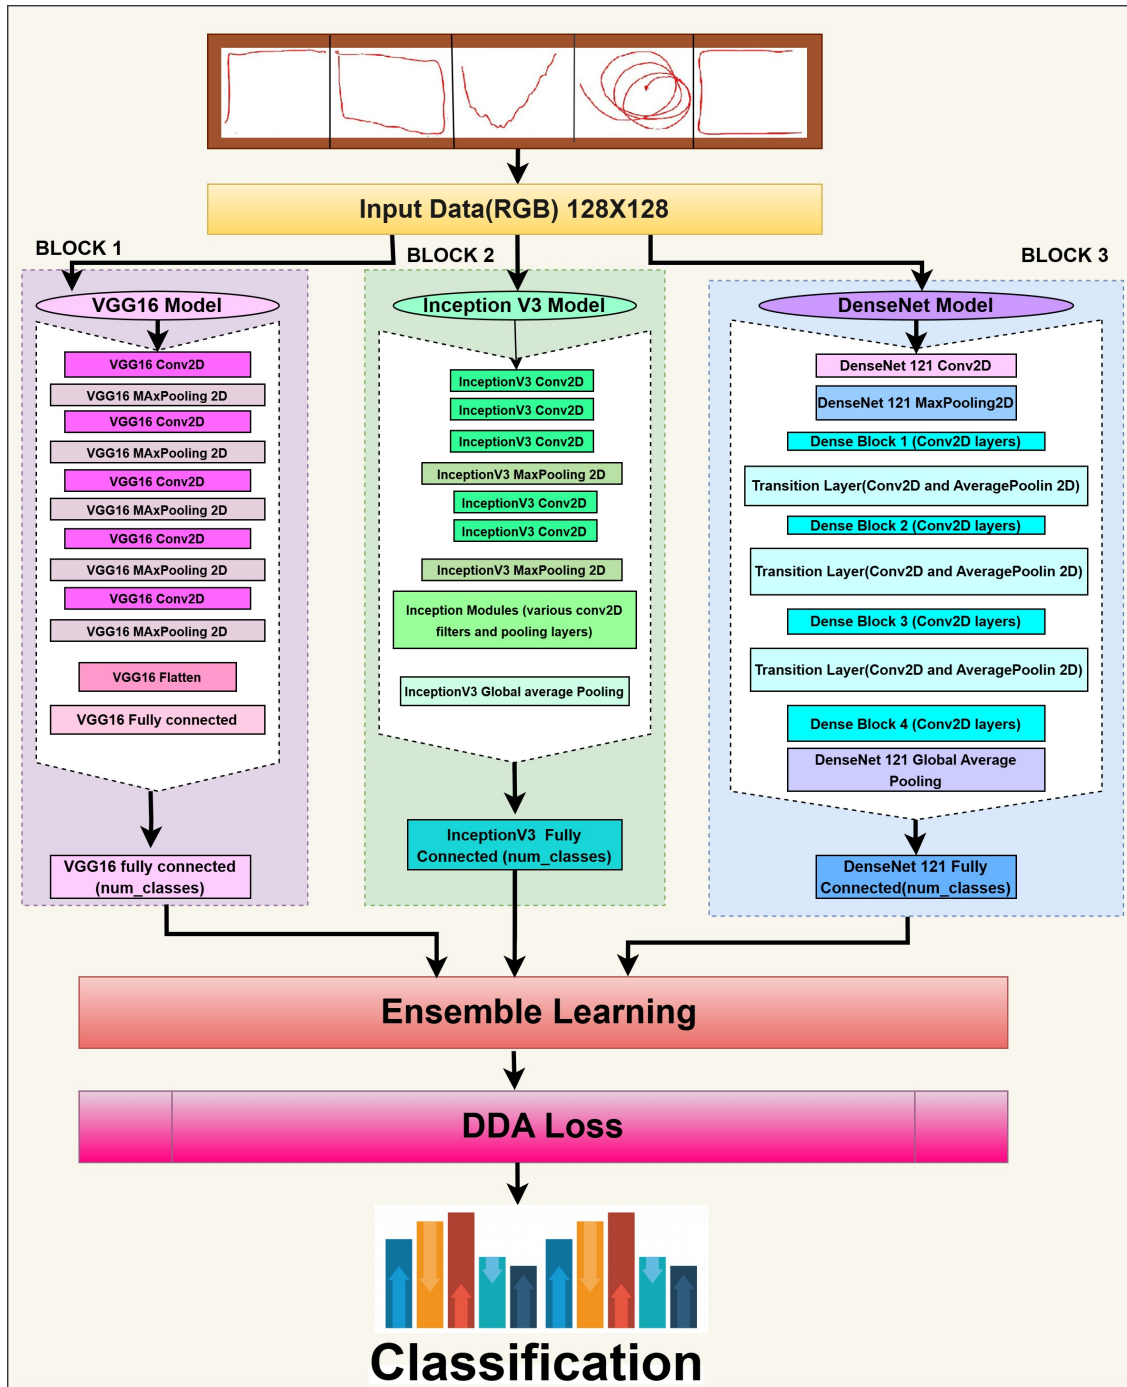 Input Data(RGB) 128X128
BLOCK 1
BLOCK 2
BLOCK 3
VGG16 Model
VGG16 Conv2D
VGG16 MAxPooling 2D
VGG16 Conv2D
VGG16 MAxPooling 2D
VGG16 Conv2D
VGG16 MAxPooling 2D
VGG16 Conv2D
VGG16 MAxPooling 2D
VGG16 Conv2D
VGG16 MAxPooling 2D
VGG16 Flatten
VGG16 Fully connected
VGG16 fully connected
(num_classes)
Inception V3 Model
InceptionV3 Conv2D
InceptionV3 Conv2D
InceptionV3 Conv2D
InceptionV3 MaxPooling 2D
InceptionV3 Conv2D
InceptionV3 Conv2D
InceptionV3 MaxPooling 2D
Inception Modules (various conv2D
filters and pooling layers)
InceptionV3 Global average Pooling
InceptionV3 Fully
Connected (num_classes)
DenseNet Model
DenseNet 121 Conv2D
DenseNet 121 MaxPooling2D
Dense Block 1 (Conv2D layers)
Transition Layer(Conv2D and AveragePoolin 2D)
Dense Block 2 (Conv2D layers)
Transition Layer(Conv2D and AveragePoolin 2D)
Dense Block 3 (Conv2D layers)
Transition Layer(Conv2D and AveragePoolin 2D)
Dense Block 4 (Conv2D layers)
DenseNet 121 Global Average
Pooling
DenseNet 121 Fully
Connected(num_classes)
Ensemble Learning
DDA Loss
Classification